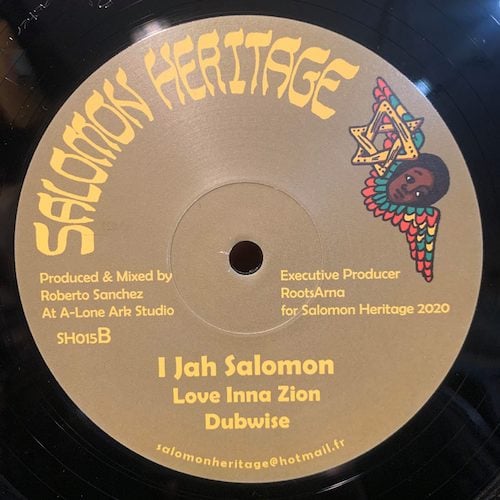 SALOMON HERITAGE
Produced & Mixed by
Roberto Sanchez
At A-Lone Ark Studio
SH015B
Executive Producer
RootsArna
for Salomon Heritage 2020
I Jah Salomon
Love Inna Zion
Dubwise
salomonheritage@hotmail.fr